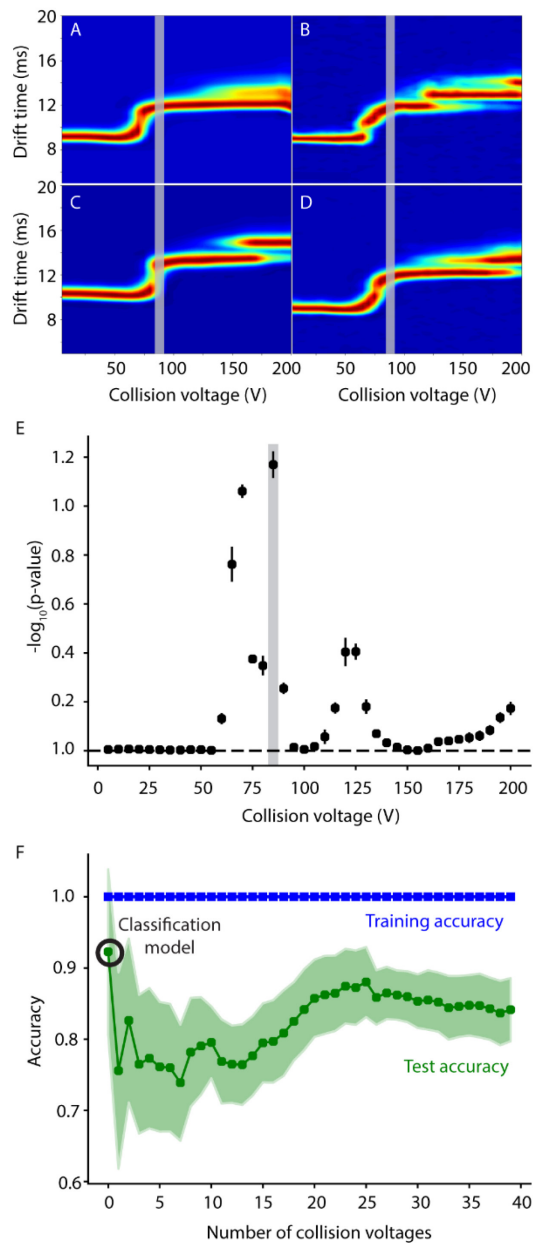 A
B
Drift time (ms)
20
16
12
8
C
D
Drift time (ms)
20
16
12
8
50
100
150
200
50
100
150
200
Collision voltage (V)
Collision voltage (V)
E
-log10(p-value)
1.2
1.0
0.8
0.6
0.4
0.2
1.0
0
25
50
75
100
125
150
175
200
Collision voltage (V)
F
Accuracy
1.0
0.9
0.8
0.7
0.6
Classification
model
Training accuracy
Test accuracy
0
5
10
15
20
25
30
35
40
Number of collision voltages